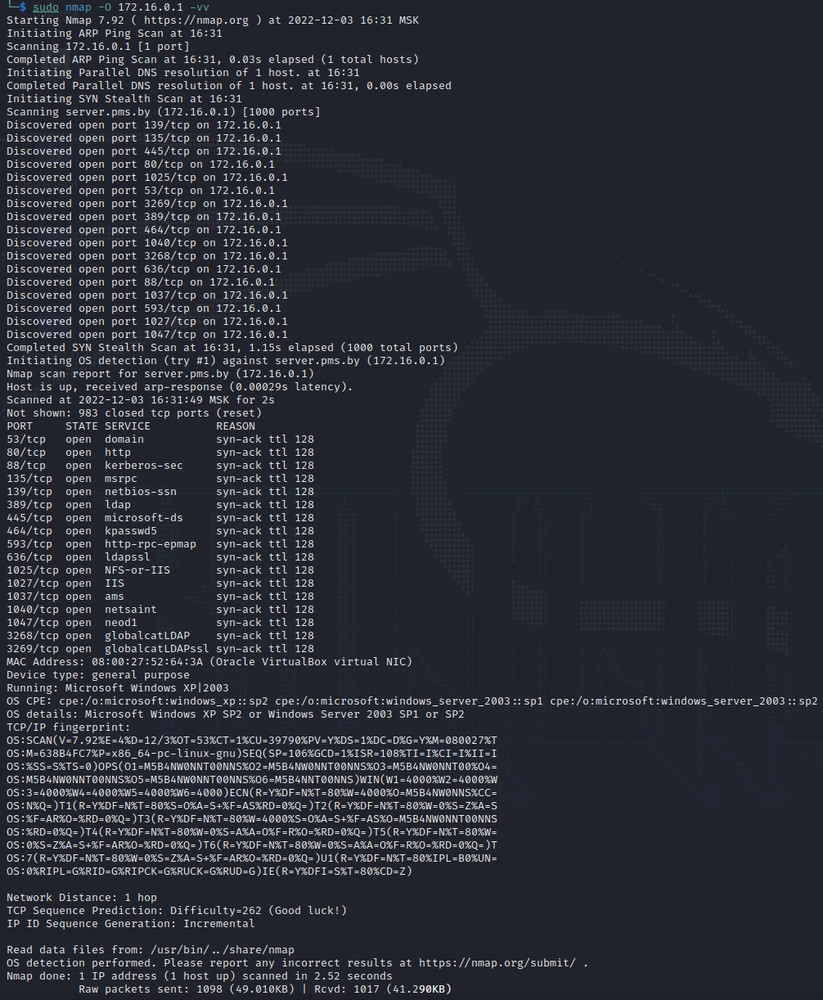 └─$ sudo nmap -O 172.16.0.1 -vv
Starting Nmap 7.92 ( https://nmap.org ) at 2022-12-03 16:31 MSK
Initiating ARP Ping Scan at 16:31
Scanning 172.16.0.1 [1 port]
Completed ARP Ping Scan at 16:31, 0.03s elapsed (1 total hosts)
Initiating Parallel DNS resolution of 1 host. at 16:31
Completed Parallel DNS resolution of 1 host. at 16:31, 0.00s elapsed
Initiating SYN Stealth Scan at 16:31
Scanning server.pms.by (172.16.0.1) [1000 ports]
Discovered open port 139/tcp on 172.16.0.1
Discovered open port 135/tcp on 172.16.0.1
Discovered open port 445/tcp on 172.16.0.1
Discovered open port 80/tcp on 172.16.0.1
Discovered open port 1025/tcp on 172.16.0.1
Discovered open port 53/tcp on 172.16.0.1
Discovered open port 3269/tcp on 172.16.0.1
Discovered open port 389/tcp on 172.16.0.1
Discovered open port 464/tcp on 172.16.0.1
Discovered open port 1040/tcp on 172.16.0.1
Discovered open port 3268/tcp on 172.16.0.1
Discovered open port 636/tcp on 172.16.0.1
Discovered open port 88/tcp on 172.16.0.1
Discovered open port 1037/tcp on 172.16.0.1
Discovered open port 593/tcp on 172.16.0.1
Discovered open port 1027/tcp on 172.16.0.1
Discovered open port 1047/tcp on 172.16.0.1
Completed SYN Stealth Scan at 16:31, 1.15s elapsed (1000 total ports)
Initiating OS detection (try #1) against server.pms.by (172.16.0.1)
Nmap scan report for server.pms.by (172.16.0.1)
Host is up, received arp-response (0.00029s latency).
Scanned at 2022-12-03 16:31:49 MSK for 2s
Not shown: 983 closed tcp ports (reset)
PORT     STATE SERVICE          REASON
53/tcp   open  domain           syn-ack ttl 128
80/tcp   open  http             syn-ack ttl 128
88/tcp   open  kerberos-sec     syn-ack ttl 128
135/tcp  open  msrpc            syn-ack ttl 128
139/tcp  open  netbios-ssn      syn-ack ttl 128
389/tcp  open  ldap             syn-ack ttl 128
445/tcp  open  microsoft-ds     syn-ack ttl 128
464/tcp  open  kpasswd5         syn-ack ttl 128
593/tcp  open  http-rpc-epmap   syn-ack ttl 128
636/tcp  open  ldapssl          syn-ack ttl 128
1025/tcp open  NFS-or-IIS       syn-ack ttl 128
1027/tcp open  IIS              syn-ack ttl 128
1037/tcp open  ams              syn-ack ttl 128
1040/tcp open  netsaint         syn-ack ttl 128
1047/tcp open  neod1            syn-ack ttl 128
3268/tcp open  globalcatLDAP    syn-ack ttl 128
3269/tcp open  globalcatLDAPssl syn-ack ttl 128
MAC Address: 08:00:27:52:64:3A (Oracle VirtualBox virtual NIC)
Device type: general purpose
Running: Microsoft Windows XP|2003
OS CPE: cpe:/o:microsoft:windows_xp::sp2 cpe:/o:microsoft:windows_server_2003::sp1 cpe:/o:microsoft:windows_server_2003::sp2
OS details: Microsoft Windows XP SP2 or Windows Server 2003 SP1 or SP2
TCP/IP fingerprint:
OS:SCAN(V=7.92%E=4%D=12/3%OT=53%CT=1%CU=39790%PV=Y%DS=1%DC=D%G=Y%M=080027%T
OS:M=638B4FC7%P=x86_64-pc-linux-gnu)SEQ(SP=106%GCD=1%ISR=108%TI=I%CI=I%II=I
OS:%SS=S%TS=0)OPS(O1=M5B4NW0NNT00NNS%O2=M5B4NW0NNT00NNS%O3=M5B4NW0NNT00%O4=
OS:M5B4NW0NNT00NNS%O5=M5B4NW0NNT00NNS%O6=M5B4NNT00NNS)WIN(W1=4000%W2=4000%W
OS:3=4000%W4=4000%W5=4000%W6=4000)ECN(R=Y%DF=N%T=80%W=4000%O=M5B4NW0NNS%CC=
OS:N%Q=)T1(R=Y%DF=N%T=80%S=O%A=S+%F=AS%RD=0%Q=)T2(R=Y%DF=N%T=80%W=0%S=Z%A=S
OS:%F=AR%O=%RD=0%Q=)T3(R=Y%DF=N%T=80%W=4000%S=O%A=S+%F=AS%O=M5B4NW0NNT00NNS
OS:%RD=0%Q=)T4(R=Y%DF=N%T=80%W=0%S=A%A=O%F=R%O=%RD=0%Q=)T5(R=Y%DF=N%T=80%W=
OS:0%S=Z%A=S+%F=AR%O=%RD=0%Q=)T6(R=Y%DF=N%T=80%W=0%S=A%A=O%F=R%O=%RD=0%Q=)T
OS:7(R=Y%DF=N%T=80%W=0%S=Z%A=S+%F=AR%O=%RD=0%Q=)U1(R=Y%DF=N%T=80%IPL=B0%UN=
OS:0%RIPL=G%RID=G%RIPCK=G%RUCK=G%RUD=G)IE(R=Y%DFI=S%T=80%CD=Z)
Network Distance: 1 hop
TCP Sequence Prediction: Difficulty=262 (Good luck!)
IP ID Sequence Generation: Incremental
Read data files from: /usr/bin/../share/nmap
OS detection performed. Please report any incorrect results at https://nmap.org/submit/ .
Nmap done: 1 IP address (1 host up) scanned in 2.52 seconds
Raw packets sent: 1098 (49.010KB) | Rcvd: 1017 (41.290KB)